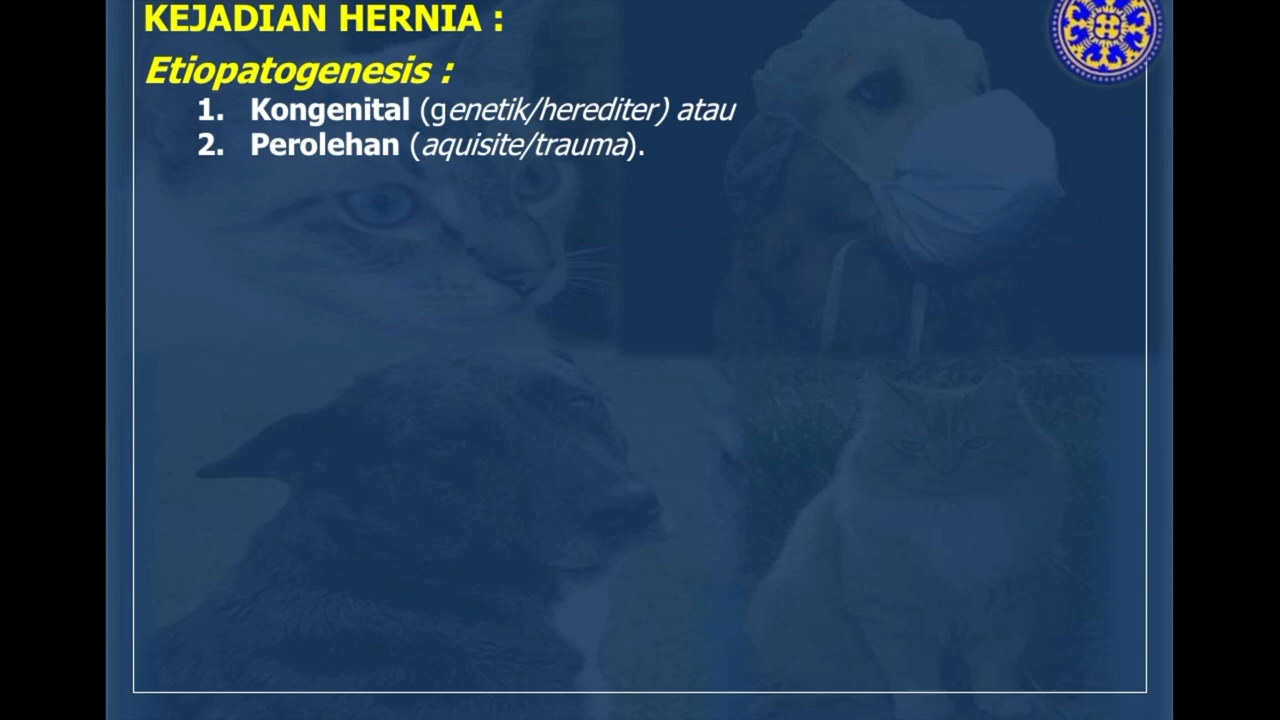 KEJADIAN HERNIA :
Etiopatogenesis :
1. Kongenital (genetik/herediter) atau
2. Perolehan (aquisite/trauma).